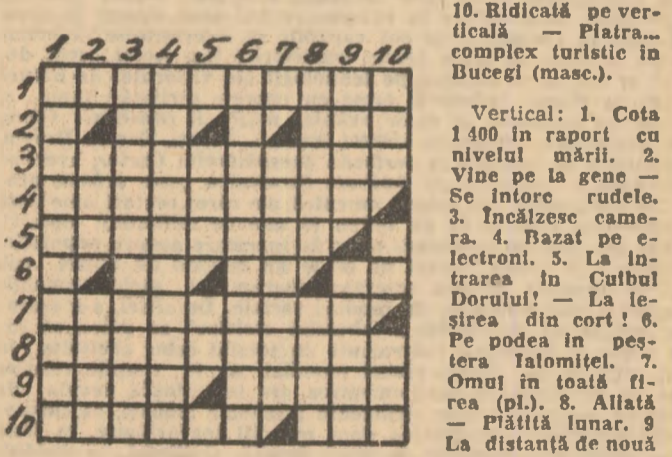 1 2 3 4 5 6 7 8 9 10
1
2
3
4
5
6
7
8
9
10
10. Ridicată pe ver-
ticală — Piatra...
complex turistic în
Bucegi (masc.).
Vertical: 1. Cota
1 400 în raport cu
nivelul mării. 2.
Vine pe la gene —
Se întorc rudele.
3. Încălzesc came-
ra. 4. Bazat pe e-
lectroni. 5. La in-
trarea în Cuibul
Dorului! — La ie-
șirea din cort ! 6.
Pe podea în peș-
tera Ialomiței. 7.
Omul în toată fi-
rea (pl.). 8. Aliată
— Plătită lunar. 9
La distanță de nouă